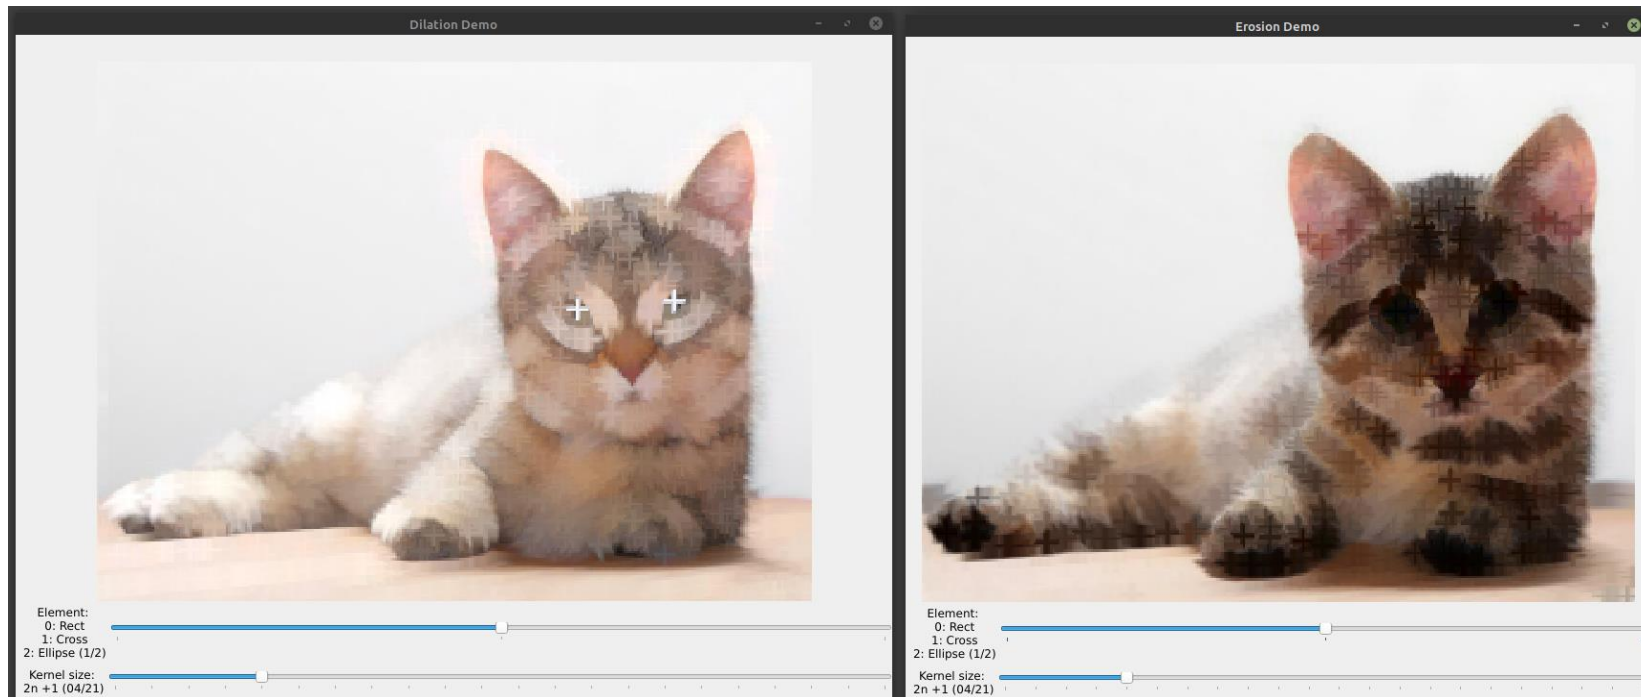 Dilation Demo
Element:
0: Rect
1: Cross
2: Ellipse (1/2)
Kernel size:
2n +1 (04/21)
Erosion Demo
Element:
0: Rect
1: Cross
2: Ellipse (1/2)
Kernel size:
2n +1 (04/21)